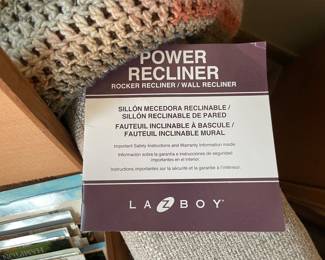 POWER
RECLINER
ROCKER RECLINER / WALL RECLINER
SILLÓN MECEDORA RECLINABLE /
SILLÓN RECLINABLE DE PARED
FAUTEUIL INCLINABLE À BASCULE /
FAUTEUIL INCLINABLE MURAL
Important Safety Instructions and Warranty Information inside.
Información sobre la garantía e instrucciones de seguridad
importantes en el interior.
Instructions importantes sur la sécurité et la garantie à l'intérieur.
LA Z BOY